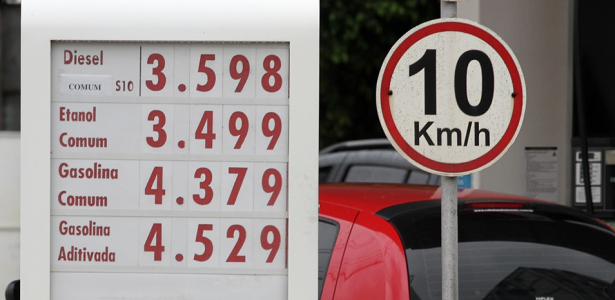 Diesel
COMUM S10 3.598
Etanol
Comum 3.499
Gasolina
Comum 4.379
Gasolina
Aditivada 4.529
10
Km/h